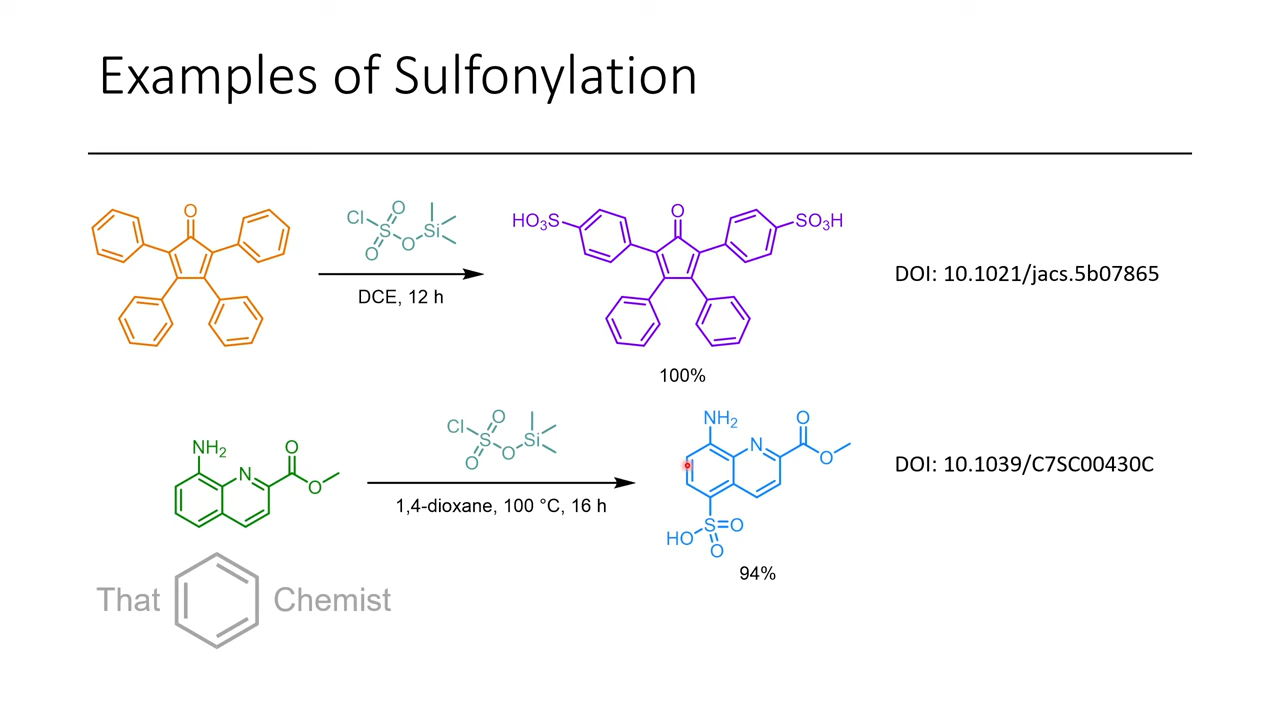 Examples of Sulfonylation
O
Cl
S
O
O
O
Si
DCE, 12 h
HO₃S
O
SO₃H
100%
DOI: 10.1021/jacs.5b07865
NH₂
N
O
O
Cl
S
O
O
O
Si
1,4-dioxane, 100 °C, 16 h
NH₂
N
O
O
HO
S
O
O
94%
DOI: 10.1039/C7SC00430C
That Chemist